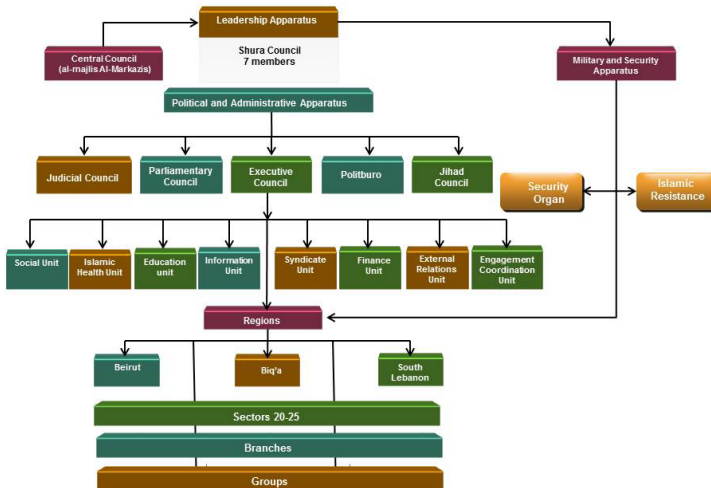 Leadership Apparatus
Shura Council
7 members
Central Council
(al-majlis Al-Markazis)
Military and Security
Apparatus
Political and Administrative Apparatus
Judicial Council
Parliamentary
Council
Executive
Council
Politburo
Jihad
Council
Security
Organ
Islamic
Resistance
Social Unit
Islamic
Health Unit
Education
unit
Information
Unit
Syndicate
Unit
Finance
Unit
External
Relations
Unit
Engagement
Coordination
Unit
Regions
Beirut
Biq'a
South
Lebanon
Sectors 20-25
Branches
Groups